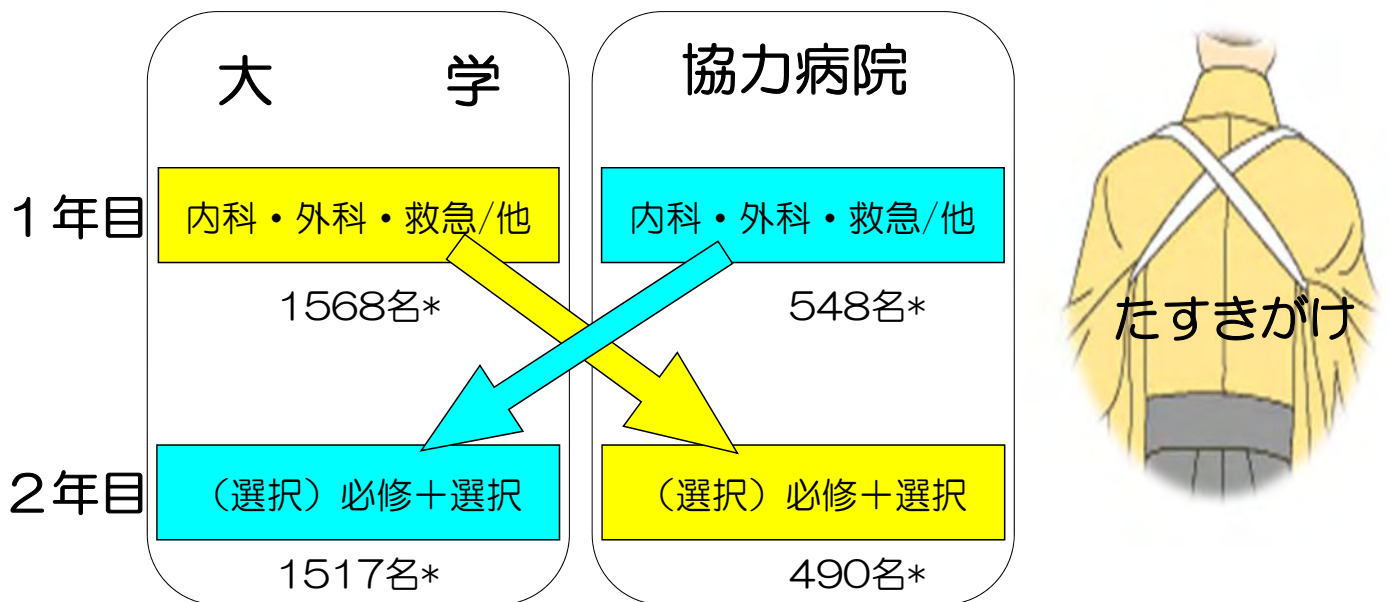 大　　　学
協力病院
1年目
内科・外科・救急/他
内科・外科・救急/他
1568名*
548名*
たすきがけ
2年目
（選択）必修＋選択
（選択）必修＋選択
1517名*
490名*